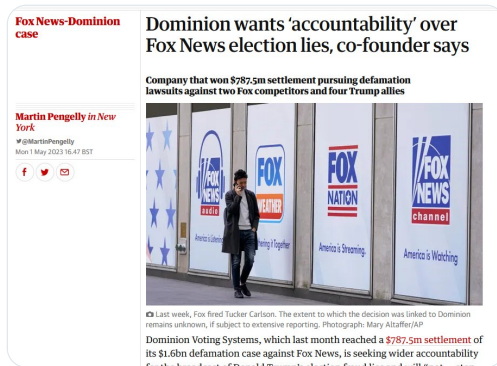 Fox News-Dominion
case
Dominion wants ‘accountability’ over
Fox News election lies, co-founder says
Company that won $787.5m settlement pursuing defamation
lawsuits against two Fox competitors and four Trump allies
Martin Pengelly in New
York
@MartinPengelly
Mon 1 May 2023 16.47 BST
FOX
NEWS
audio
America is Listening
FOX
WEATHER
FOX
NATION
America is Streaming.
FOX
NEWS
channel
America is Watching
Last week, Fox fired Tucker Carlson. The extent to which the decision was linked to Dominion
remains unknown, if subject to extensive reporting. Photograph: Mary Altaffer/AP
Dominion Voting Systems, which last month reached a $787.5m settlement of
its $1.6bn defamation case against Fox News, is seeking wider accountability